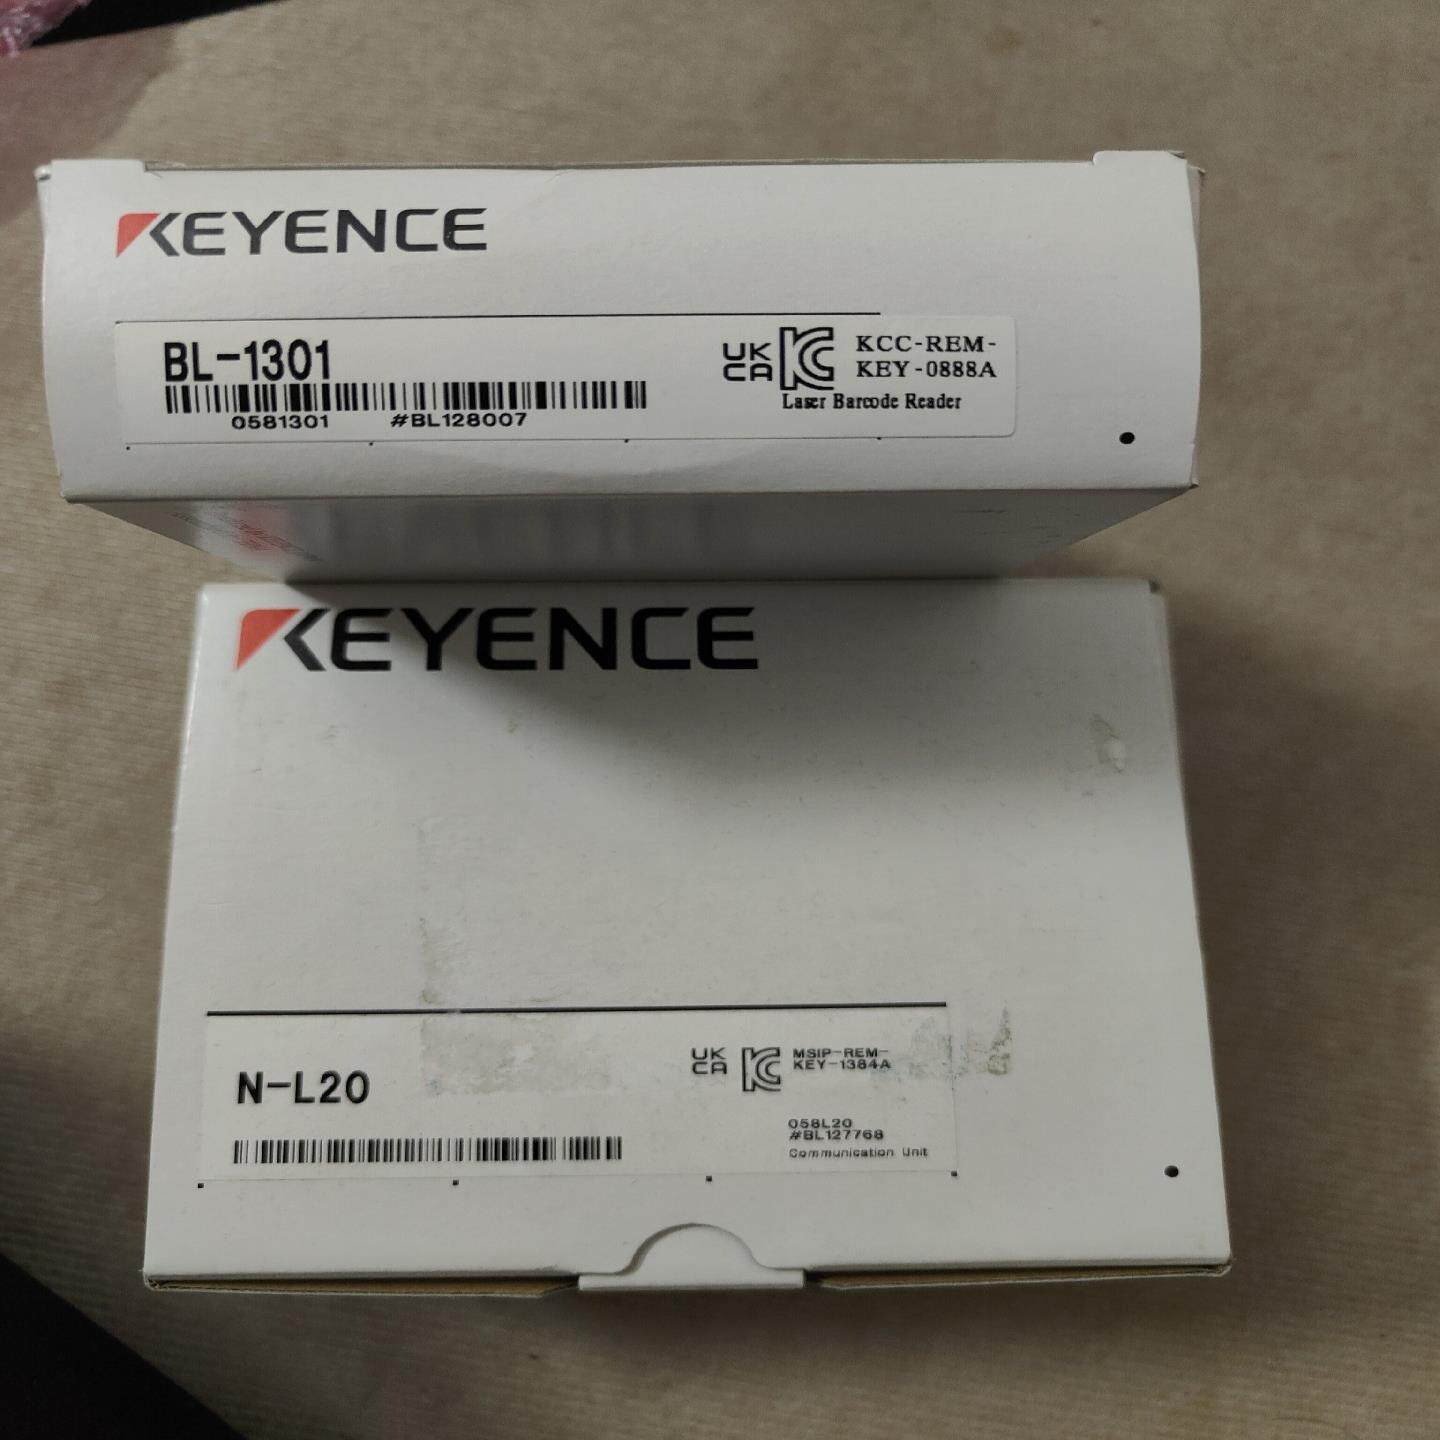 KEYENCE
BL-1301
0581301 #BL128007
UK
CA
KCC-REM-
KEY-0888A
Laser Barcode Reader
KEYENCE
N-L20
UK
CA
MSIP-REM-
KEY-1384A
058L20
#BL127768
Communication Unit